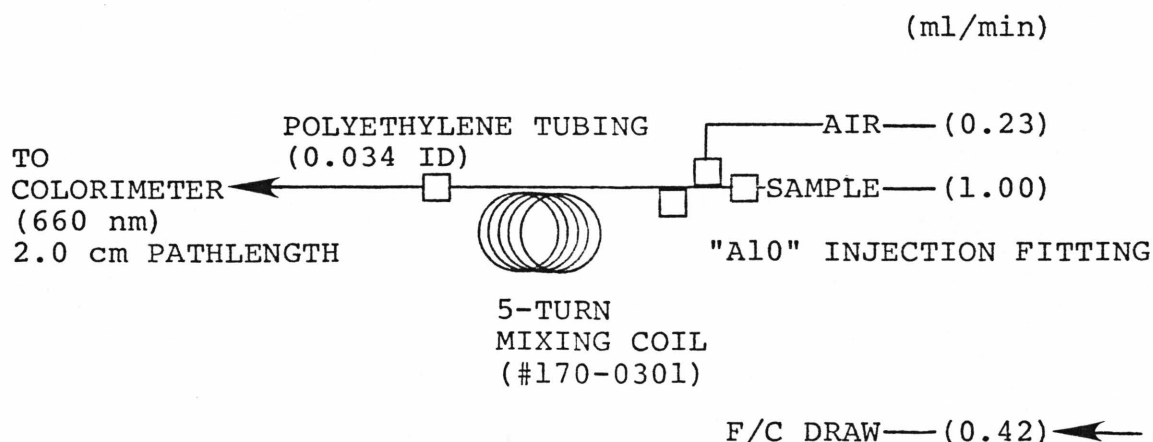 (ml/min)
POLYETHYLENE TUBING
(0.034 ID)
AIR (0.23)
TO
COLORIMETER
(660 nm)
2.0 cm PATHLENGTH
SAMPLE (1.00)
"A10" INJECTION FITTING
5-TURN
MIXING COIL
(#170-0301)
F/C DRAW (0.42)